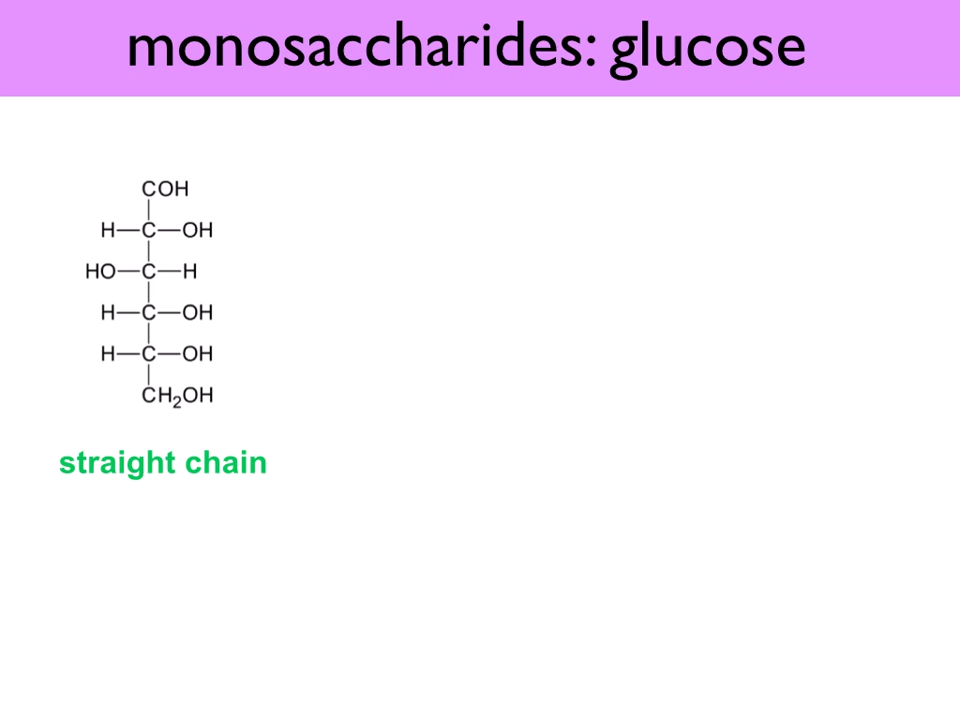 monosaccharides: glucose
COH
H—C—OH
HO—C—H
H—C—OH
H—C—OH
CH₂OH
straight chain